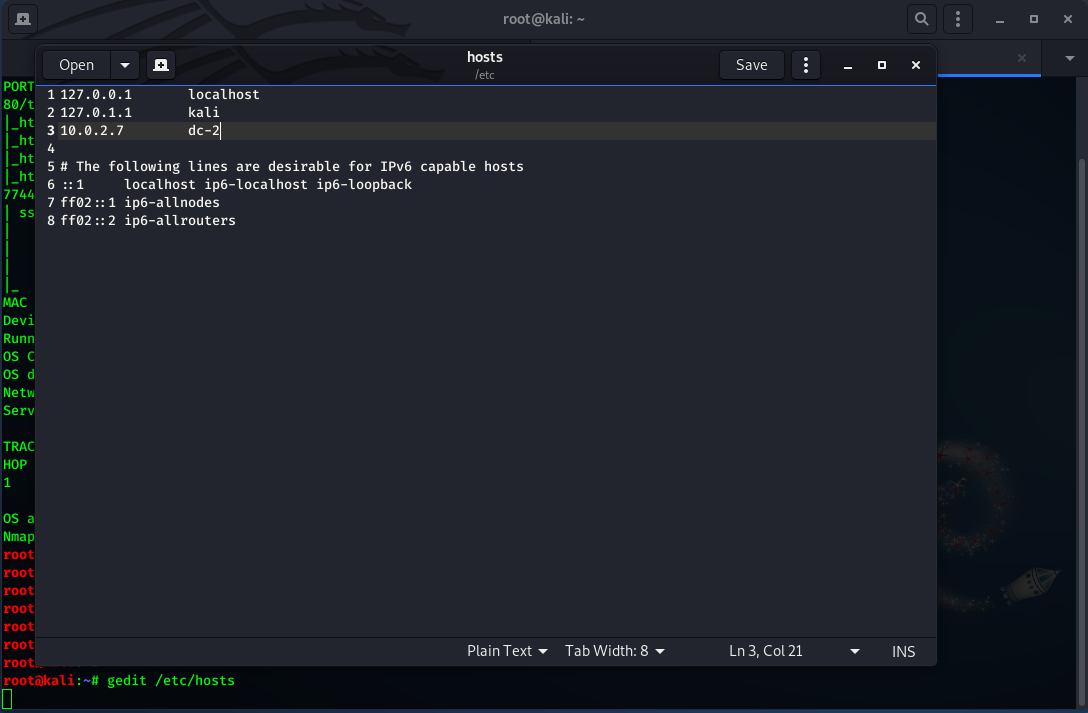 root@kali: ~
Open
hosts
/etc
Save
1 127.0.0.1       localhost
2 127.0.1.1       kali
3 10.0.2.7        dc-2
4
5 # The following lines are desirable for IPv6 capable hosts
6 ::1     localhost ip6-localhost ip6-loopback
7 ff02::1 ip6-allnodes
8 ff02::2 ip6-allrouters
PORT
80/t
|_ht
|_ht
|_ht
|_ht
7744
| ss
|
|
|
|_
MAC
Devi
Runn
OS C
OS d
Netw
Serv
TRAC
HOP
1
OS a
Nmap
root
root
root
root
root
root
root
Plain Text
Tab Width: 8
Ln 3, Col 21
INS
root@kali:~# gedit /etc/hosts